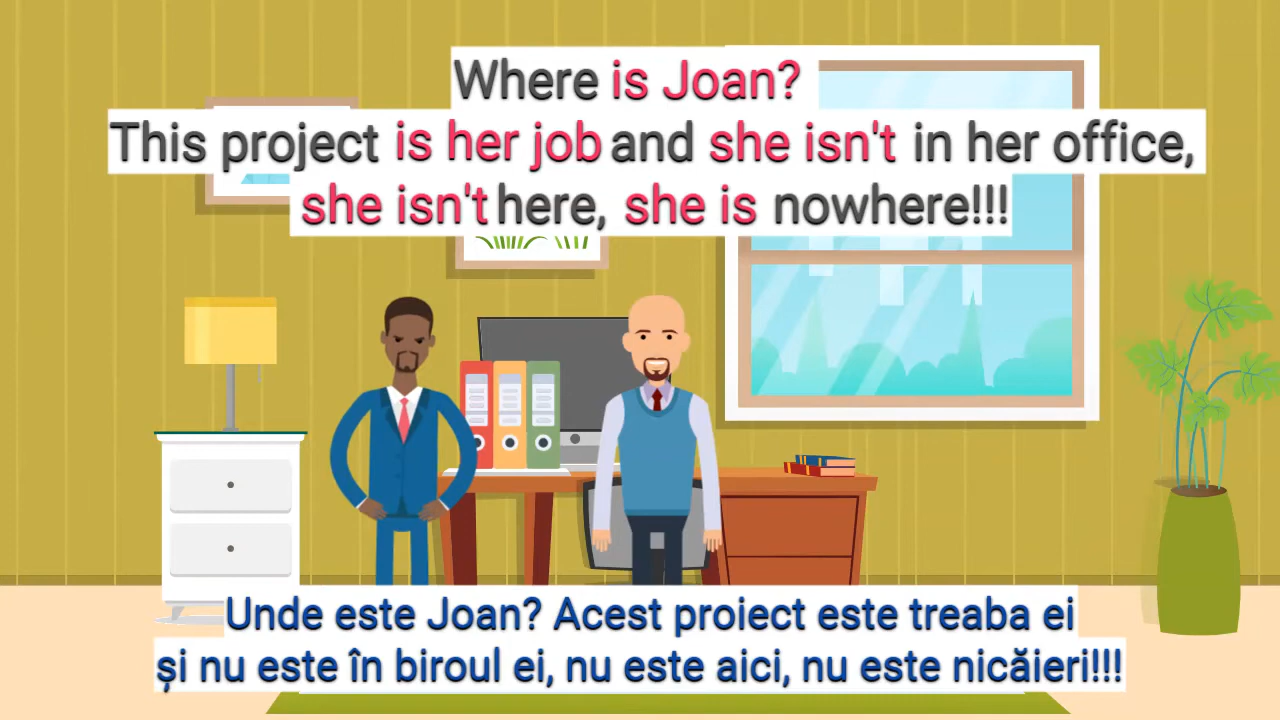 Where is Joan?
This project is her job and she isn't in her office,
she isn't here, she is nowhere!!!
Unde este Joan? Acest proiect este treaba ei
și nu este în biroul ei, nu este aici, nu este nicăieri!!!